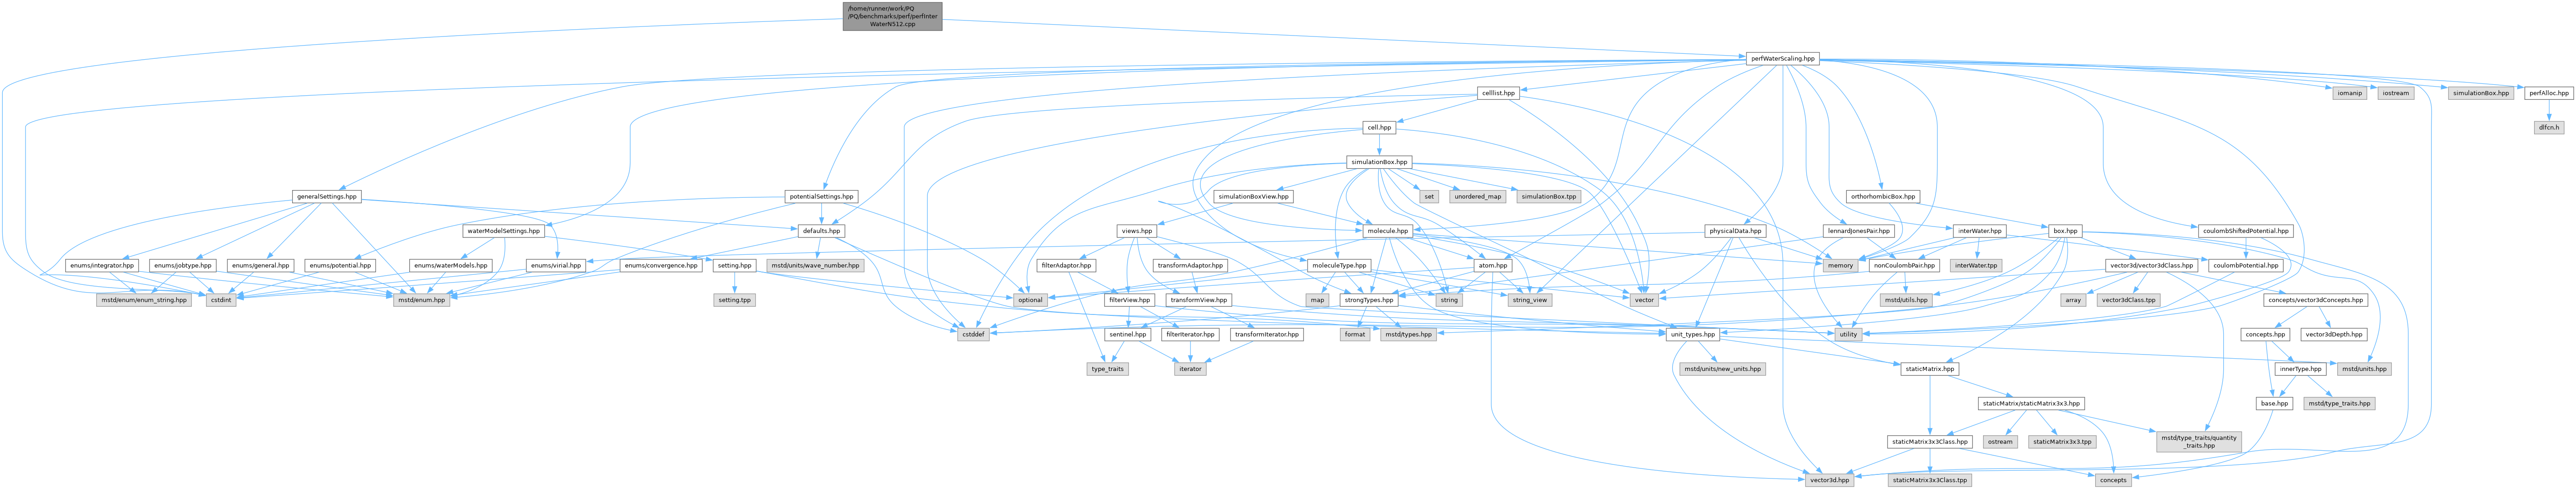 /home/runner/work/PQ
/PQ/benchmarks/perf/perfInter
WaterN512.cpp
perfWaterScaling.hpp
celllist.hpp
iomanip
iostream
simulationBox.hpp
perfAlloc.hpp
cell.hpp
dlfcn.h
simulationBox.hpp
generalSettings.hpp
potentialSettings.hpp
simulationBoxView.hpp
set
unordered_map
simulationBox.tpp
orthorhombicBox.hpp
waterModelSettings.hpp
defaults.hpp
views.hpp
molecule.hpp
physicalData.hpp
lennardJonesPair.hpp
interWater.hpp
box.hpp
coulombShiftedPotential.hpp
enums/integrator.hpp
enums/jobtype.hpp
enums/general.hpp
enums/potential.hpp
enums/waterModels.hpp
enums/virial.hpp
enums/convergence.hpp
setting.hpp
mstd/units/wave_number.hpp
filterAdaptor.hpp
transformAdaptor.hpp
moleculeType.hpp
atom.hpp
memory
nonCoulombPair.hpp
interWater.tpp
vector3d/vector3dClass.hpp
coulombPotential.hpp
mstd/enum/enum_string.hpp
cstdint
mstd/enum.hpp
setting.tpp
optional
filterView.hpp
transformView.hpp
map
strongTypes.hpp
string
string_view
vector
mstd/utils.hpp
array
vector3dClass.tpp
concepts/vector3dConcepts.hpp
cstddef
sentinel.hpp
filterIterator.hpp
transformIterator.hpp
format
mstd/types.hpp
unit_types.hpp
utility
concepts.hpp
vector3dDepth.hpp
type_traits
iterator
mstd/units/new_units.hpp
staticMatrix.hpp
mstd/units.hpp
innerType.hpp
staticMatrix/staticMatrix3x3.hpp
base.hpp
mstd/type_traits.hpp
staticMatrix3x3Class.hpp
ostream
staticMatrix3x3.tpp
mstd/type_traits/quantity
_traits.hpp
vector3d.hpp
staticMatrix3x3Class.tpp
concepts